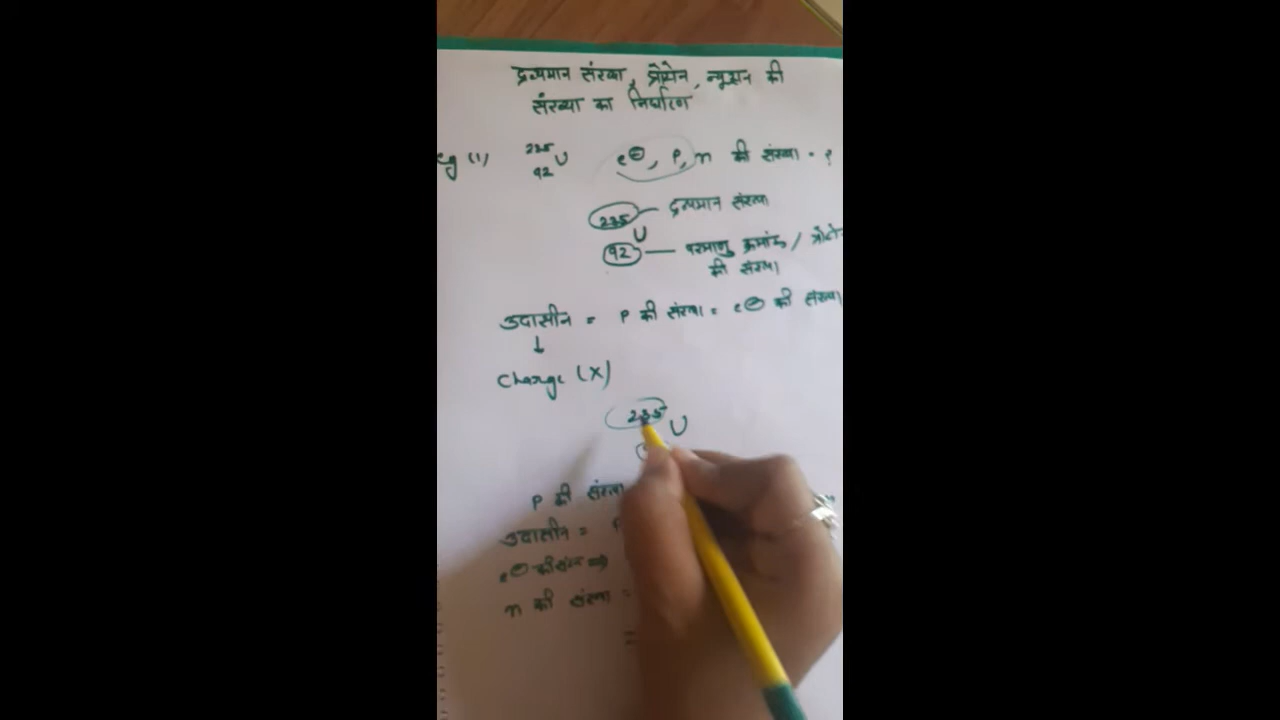 द्रव्यमान संख्या, प्रोटोन, न्यूट्रान की
संख्या का निर्धारण
eg (1) 235 92 U e⊖, P, n की संख्या = ?
235 — द्रव्यमान संख्या
U
92 — परमाणु क्रमांक / प्रोटो
की संख्या
उदासीन = P की संख्या = e⊖ की संख्या
↓
Charge (X)
235 U
P की संख्या
उदासीन =
e⊖ की संख्या ⇒
n की संख्या =
=